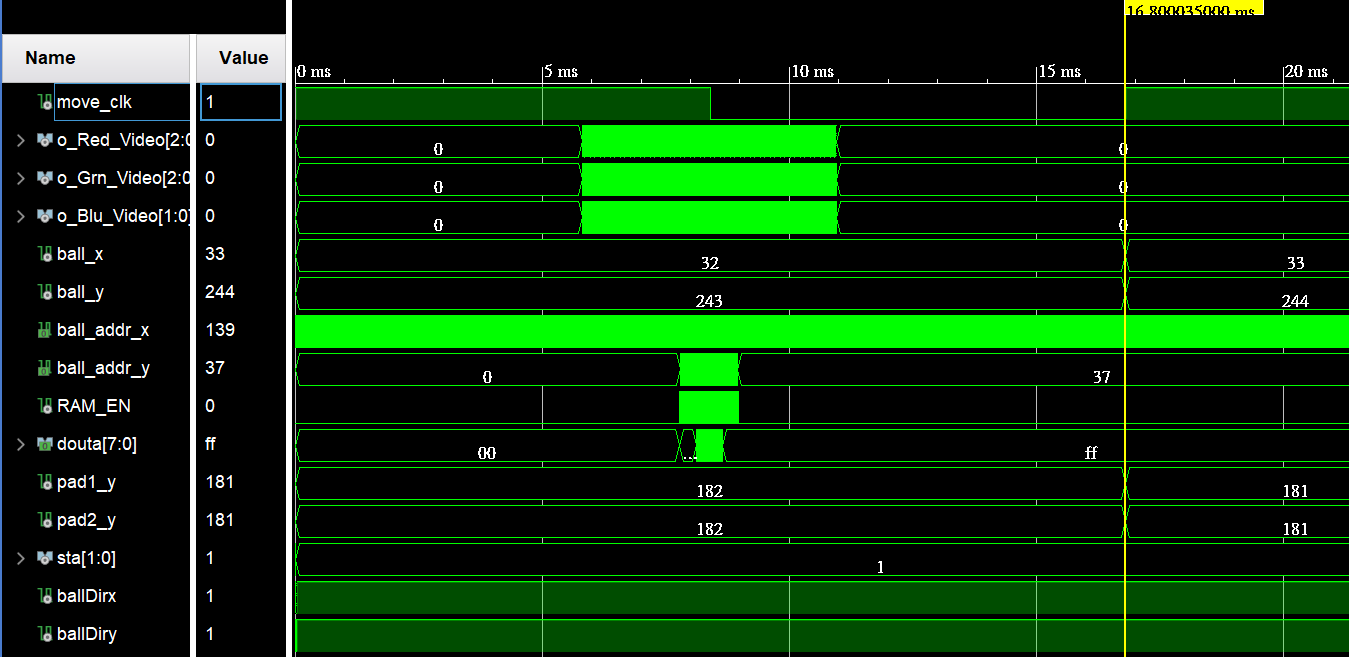 16.800035000 ms
Name Value
0 ms 5 ms 10 ms 15 ms 20 ms
move_clk 1
o_Red_Video[2:0 0 0 0
o_Grn_Video[2:0 0 0 0
o_Blu_Video[1:0] 0 0 0
ball_x 33 32 33
ball_y 244 243 244
ball_addr_x 139
ball_addr_y 37 0 37
RAM_EN 0
douta[7:0] ff 00 ... ff
pad1_y 181 182 181
pad2_y 181 182 181
sta[1:0] 1 1
ballDirx 1
ballDiry 1